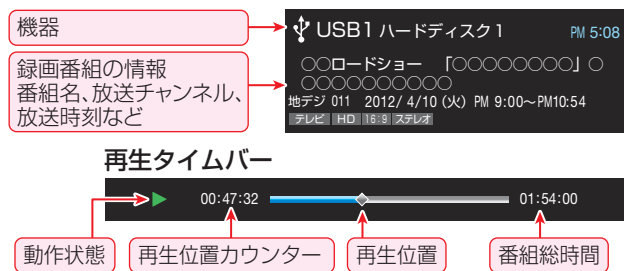 機器
USB1 ハードディスク1 PM 5:08
録画番組の情報
番組名、放送チャンネル、
放送時刻など
○○ロードショー 「○○○○○○○○」○
○○○○○○○○○○
地デジ 011 2012/ 4/10 (火) PM 9:00~PM10:54
テレビ HD 16:9 ステレオ
再生タイムバー
00:47:32 01:54:00
動作状態 再生位置カウンター 再生位置 番組総時間